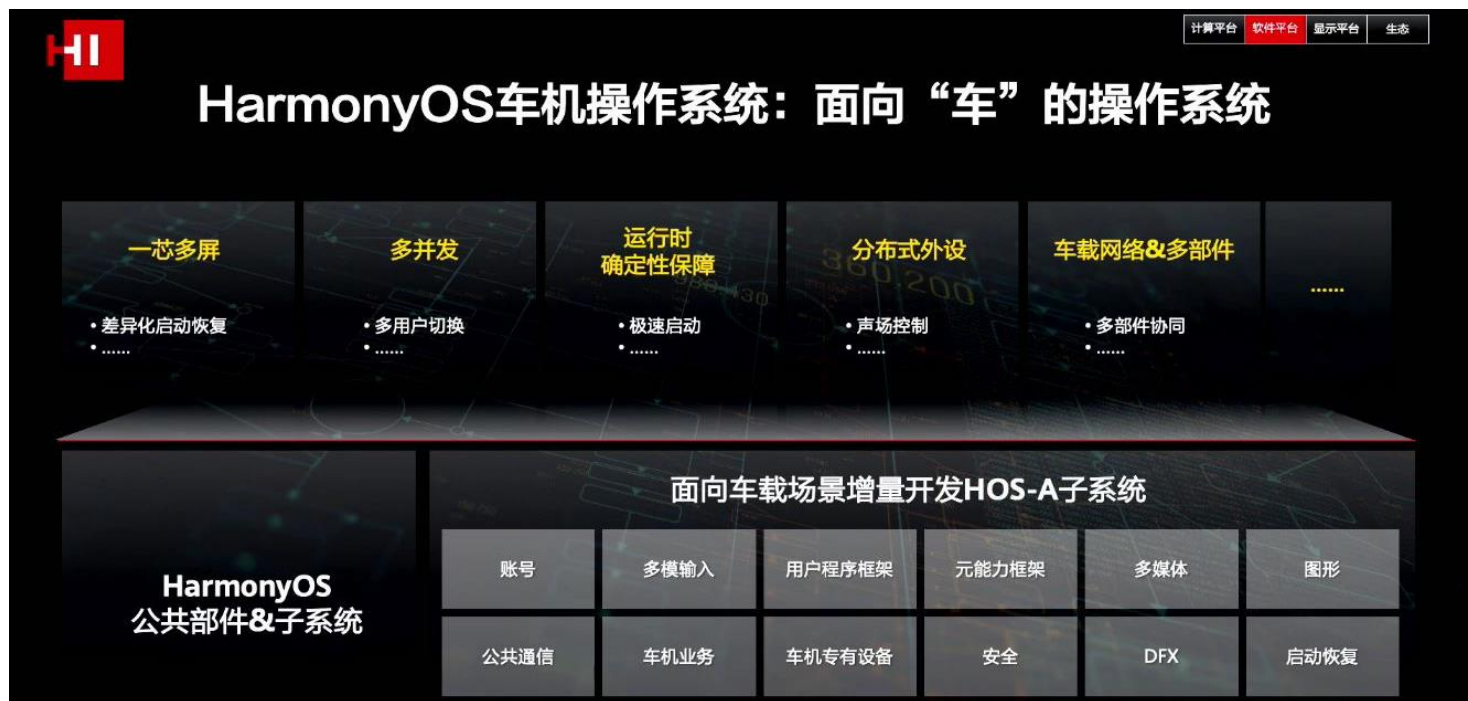 HI
计算平台 软件平台 显示平台 生态
HarmonyOS车机操作系统：面向“车”的操作系统
一芯多屏
• 差异化启动恢复
• ......
多并发
• 多用户切换
• ......
运行时
确定性保障
• 极速启动
• ......
分布式外设
• 声场控制
• ......
车载网络&多部件
• 多部件协同
• ......
......
HarmonyOS
公共部件&子系统
面向车载场景增量开发HOS-A子系统
账号 多模输入 用户程序框架 元能力框架 多媒体 图形
公共通信 车机业务 车机专有设备 安全 DFX 启动恢复